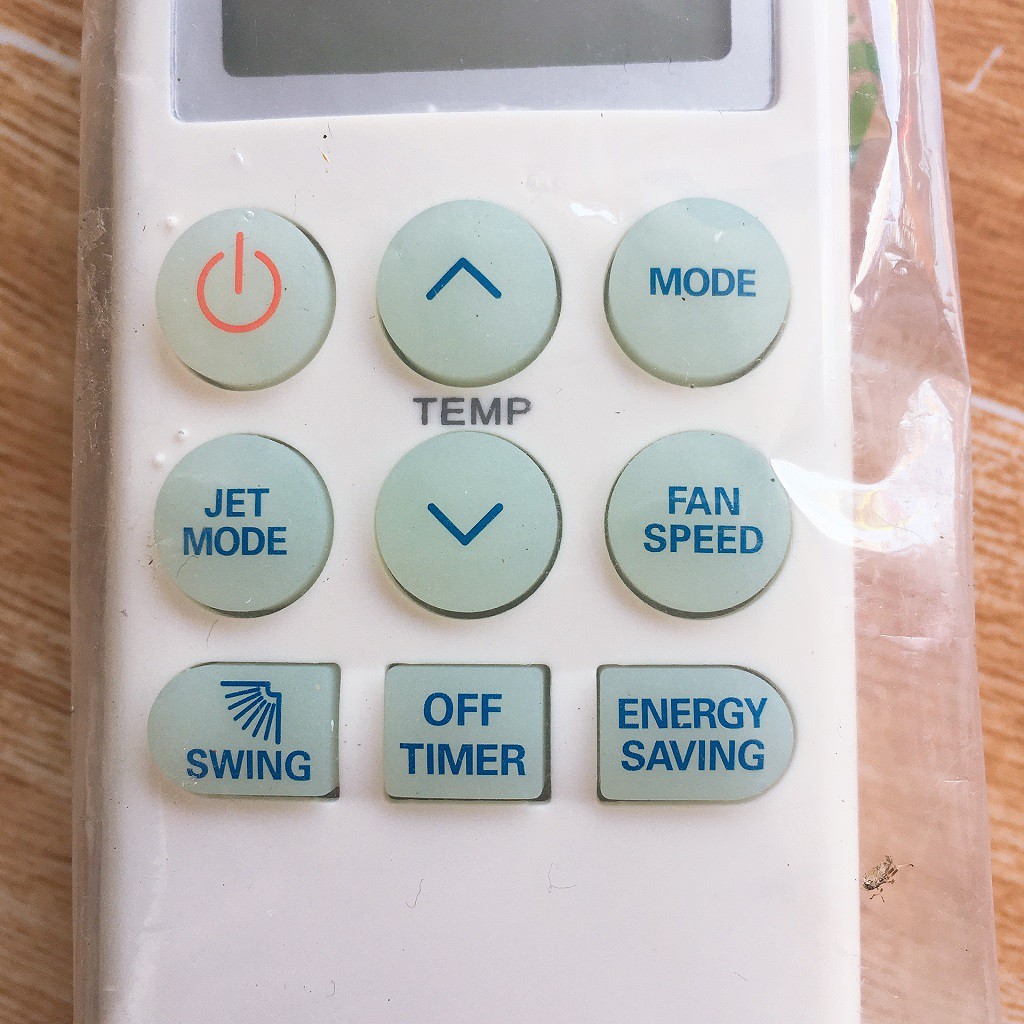 MODE
TEMP
JET
MODE
FAN
SPEED
SWING
OFF
TIMER
ENERGY
SAVING